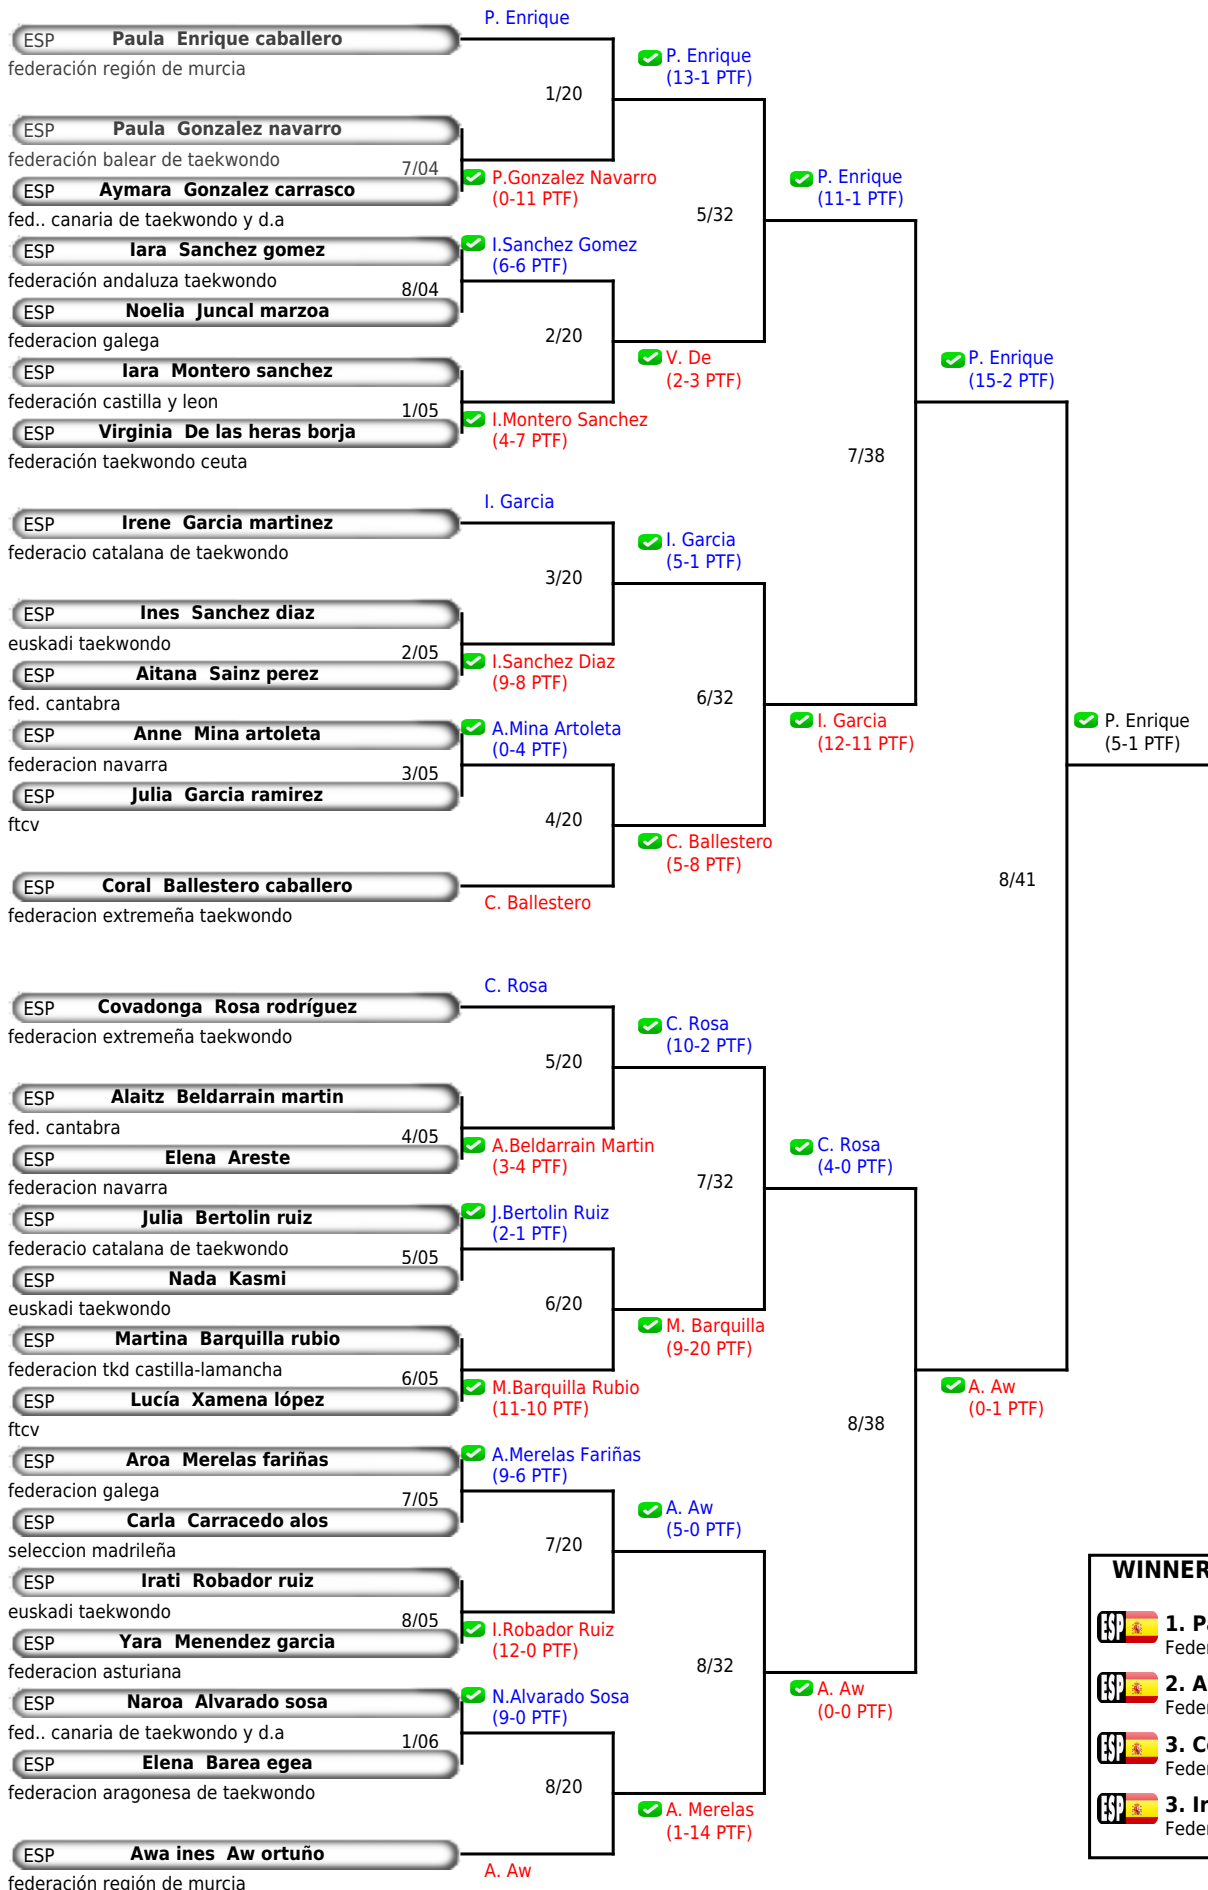 P. Enrique
ESP Paula Enrique caballero
federación región de murcia
P. Enrique
(13-1 PTF)
1/20
ESP Paula Gonzalez navarro
federación balear de taekwondo
7/04
P.Gonzalez Navarro
(0-11 PTF)
ESP Aymara Gonzalez carrasco
fed.. canaria de taekwondo y d.a
P. Enrique
(11-1 PTF)
5/32
ESP Iara Sanchez gomez
federación andaluza taekwondo
I.Sanchez Gomez
(6-6 PTF)
8/04
ESP Noelia Juncal marzoa
federacion galega
2/20
V. De
(2-3 PTF)
ESP Iara Montero sanchez
federación castilla y leon
1/05
I.Montero Sanchez
(4-7 PTF)
ESP Virginia De las heras borja
federación taekwondo ceuta
P. Enrique
(15-2 PTF)
7/38
I. Garcia
ESP Irene Garcia martinez
federacio catalana de taekwondo
I. Garcia
(5-1 PTF)
3/20
ESP Ines Sanchez diaz
euskadi taekwondo
2/05
I.Sanchez Diaz
(9-8 PTF)
ESP Aitana Sainz perez
fed. cantabra
6/32
I. Garcia
(12-11 PTF)
ESP Anne Mina artoleta
federacion navarra
A.Mina Artoleta
(0-4 PTF)
3/05
ESP Julia Garcia ramirez
ftcv
4/20
C. Ballestero
(5-8 PTF)
ESP Coral Ballestero caballero
federacion extremeña taekwondo
C. Ballestero
P. Enrique
(5-1 PTF)
8/41
C. Rosa
ESP Covadonga Rosa rodríguez
federacion extremeña taekwondo
C. Rosa
(10-2 PTF)
5/20
ESP Alaitz Beldarrain martin
fed. cantabra
4/05
A.Beldarrain Martin
(3-4 PTF)
ESP Elena Areste
federacion navarra
C. Rosa
(4-0 PTF)
7/32
ESP Julia Bertolin ruiz
federacio catalana de taekwondo
J.Bertolin Ruiz
(2-1 PTF)
5/05
ESP Nada Kasmi
euskadi taekwondo
6/20
M. Barquilla
(9-20 PTF)
ESP Martina Barquilla rubio
federacion tkd castilla-lamancha
6/05
M.Barquilla Rubio
(11-10 PTF)
ESP Lucía Xamena lópez
ftcv
A. Aw
(0-1 PTF)
8/38
ESP Aroa Merelas fariñas
federacion galega
A.Merelas Fariñas
(9-6 PTF)
7/05
ESP Carla Carracedo alos
seleccion madrileña
A. Aw
(5-0 PTF)
7/20
ESP Irati Robador ruiz
euskadi taekwondo
8/05
I.Robador Ruiz
(12-0 PTF)
ESP Yara Menendez garcia
federacion asturiana
8/32
A. Aw
(0-0 PTF)
ESP Naroa Alvarado sosa
fed.. canaria de taekwondo y d.a
N.Alvarado Sosa
(9-0 PTF)
1/06
ESP Elena Barea egea
federacion aragonesa de taekwondo
8/20
A. Merelas
(1-14 PTF)
ESP Awa ines Aw ortuño
federación región de murcia
A. Aw
WINNER
ESP 1. Pa
Feder
ESP 2. A
Feder
ESP 3. Co
Feder
ESP 3. Ir
Feder